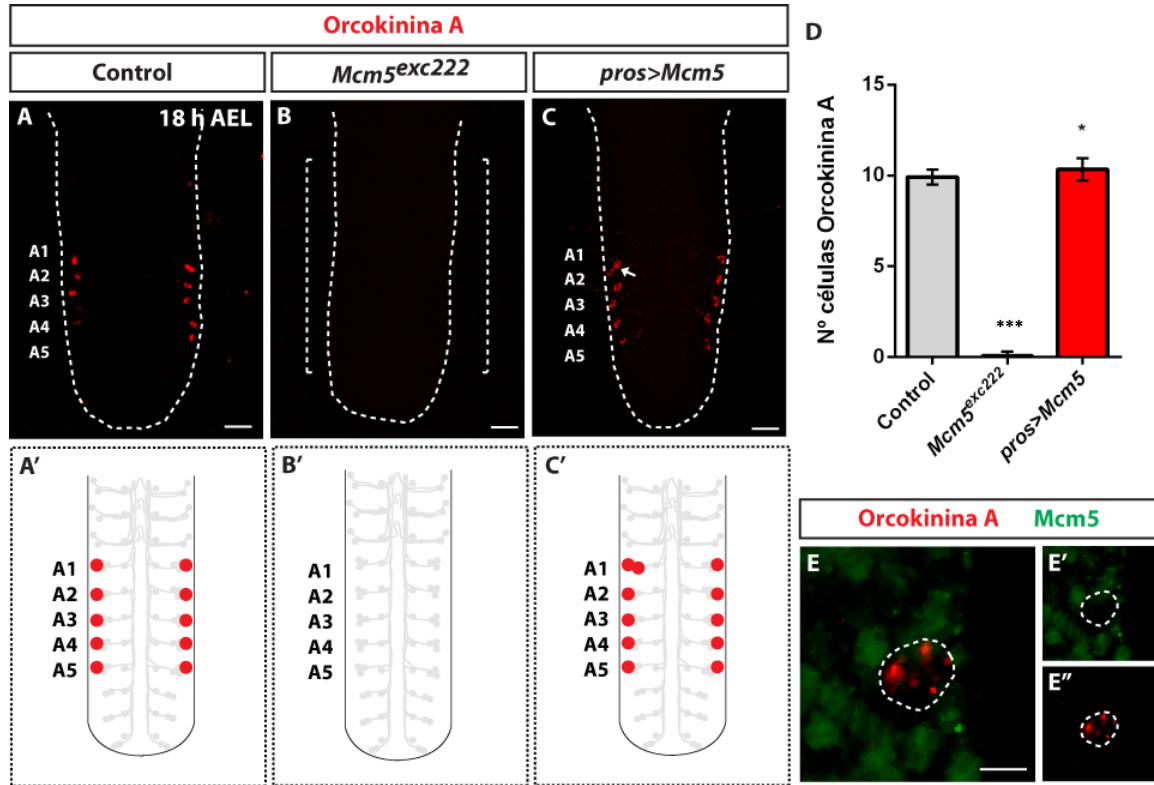 Orcokinina A
Control
Mcm5exc222
pros>Mcm5
A
18 h AEL
A1
A2
A3
A4
A5
B
C
A1
A2
A3
A4
A5
D
Nº células Orcokinina A
15
10
5
0
***
*
Control
Mcm5exc222
pros>Mcm5
A'
A1
A2
A3
A4
A5
B'
A1
A2
A3
A4
A5
C'
A1
A2
A3
A4
A5
Orcokinina A Mcm5
E
E'
E"